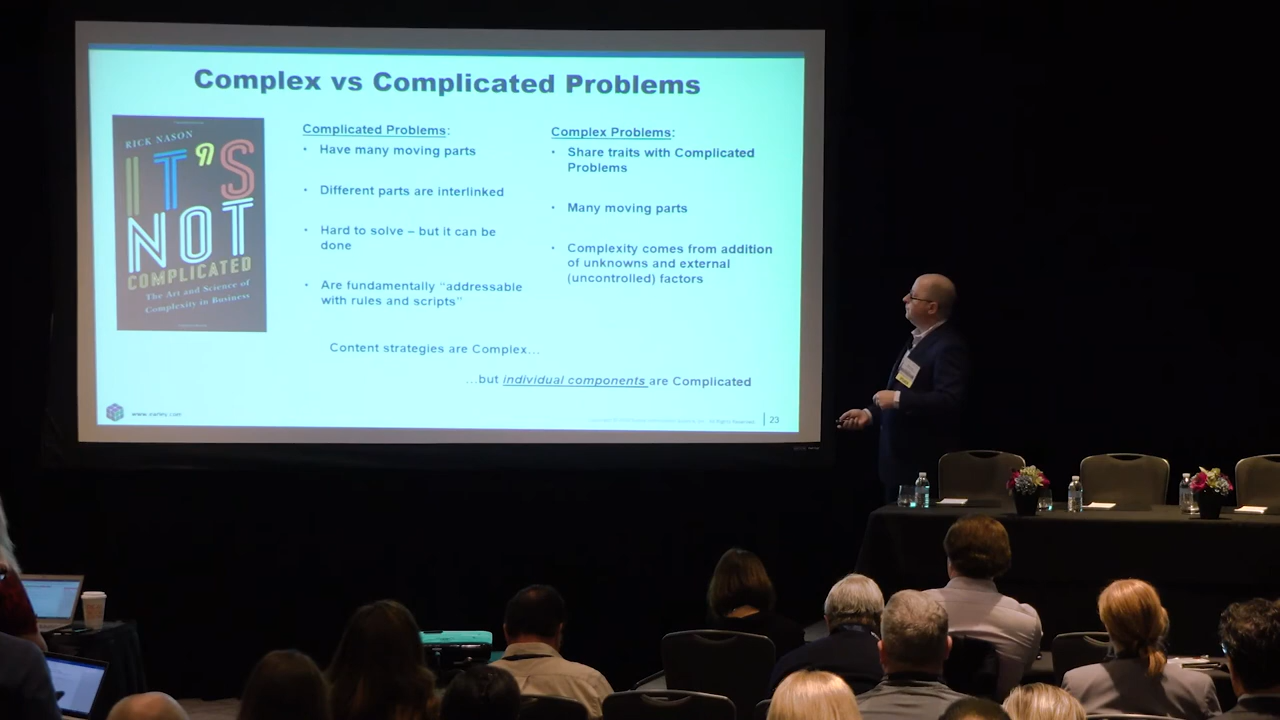 Complex vs Complicated Problems
RICK NASON
IT'S
NOT
COMPLICATED
The Art and Science of
Complexity in Business
Complicated Problems:
• Have many moving parts
• Different parts are interlinked
• Hard to solve – but it can be
done
• Are fundamentally “addressable
with rules and scripts”
Complex Problems:
• Share traits with Complicated
Problems
• Many moving parts
• Complexity comes from addition
of unknowns and external
(uncontrolled) factors
Content strategies are Complex…
…but individual components are Complicated
www.earley.com
23